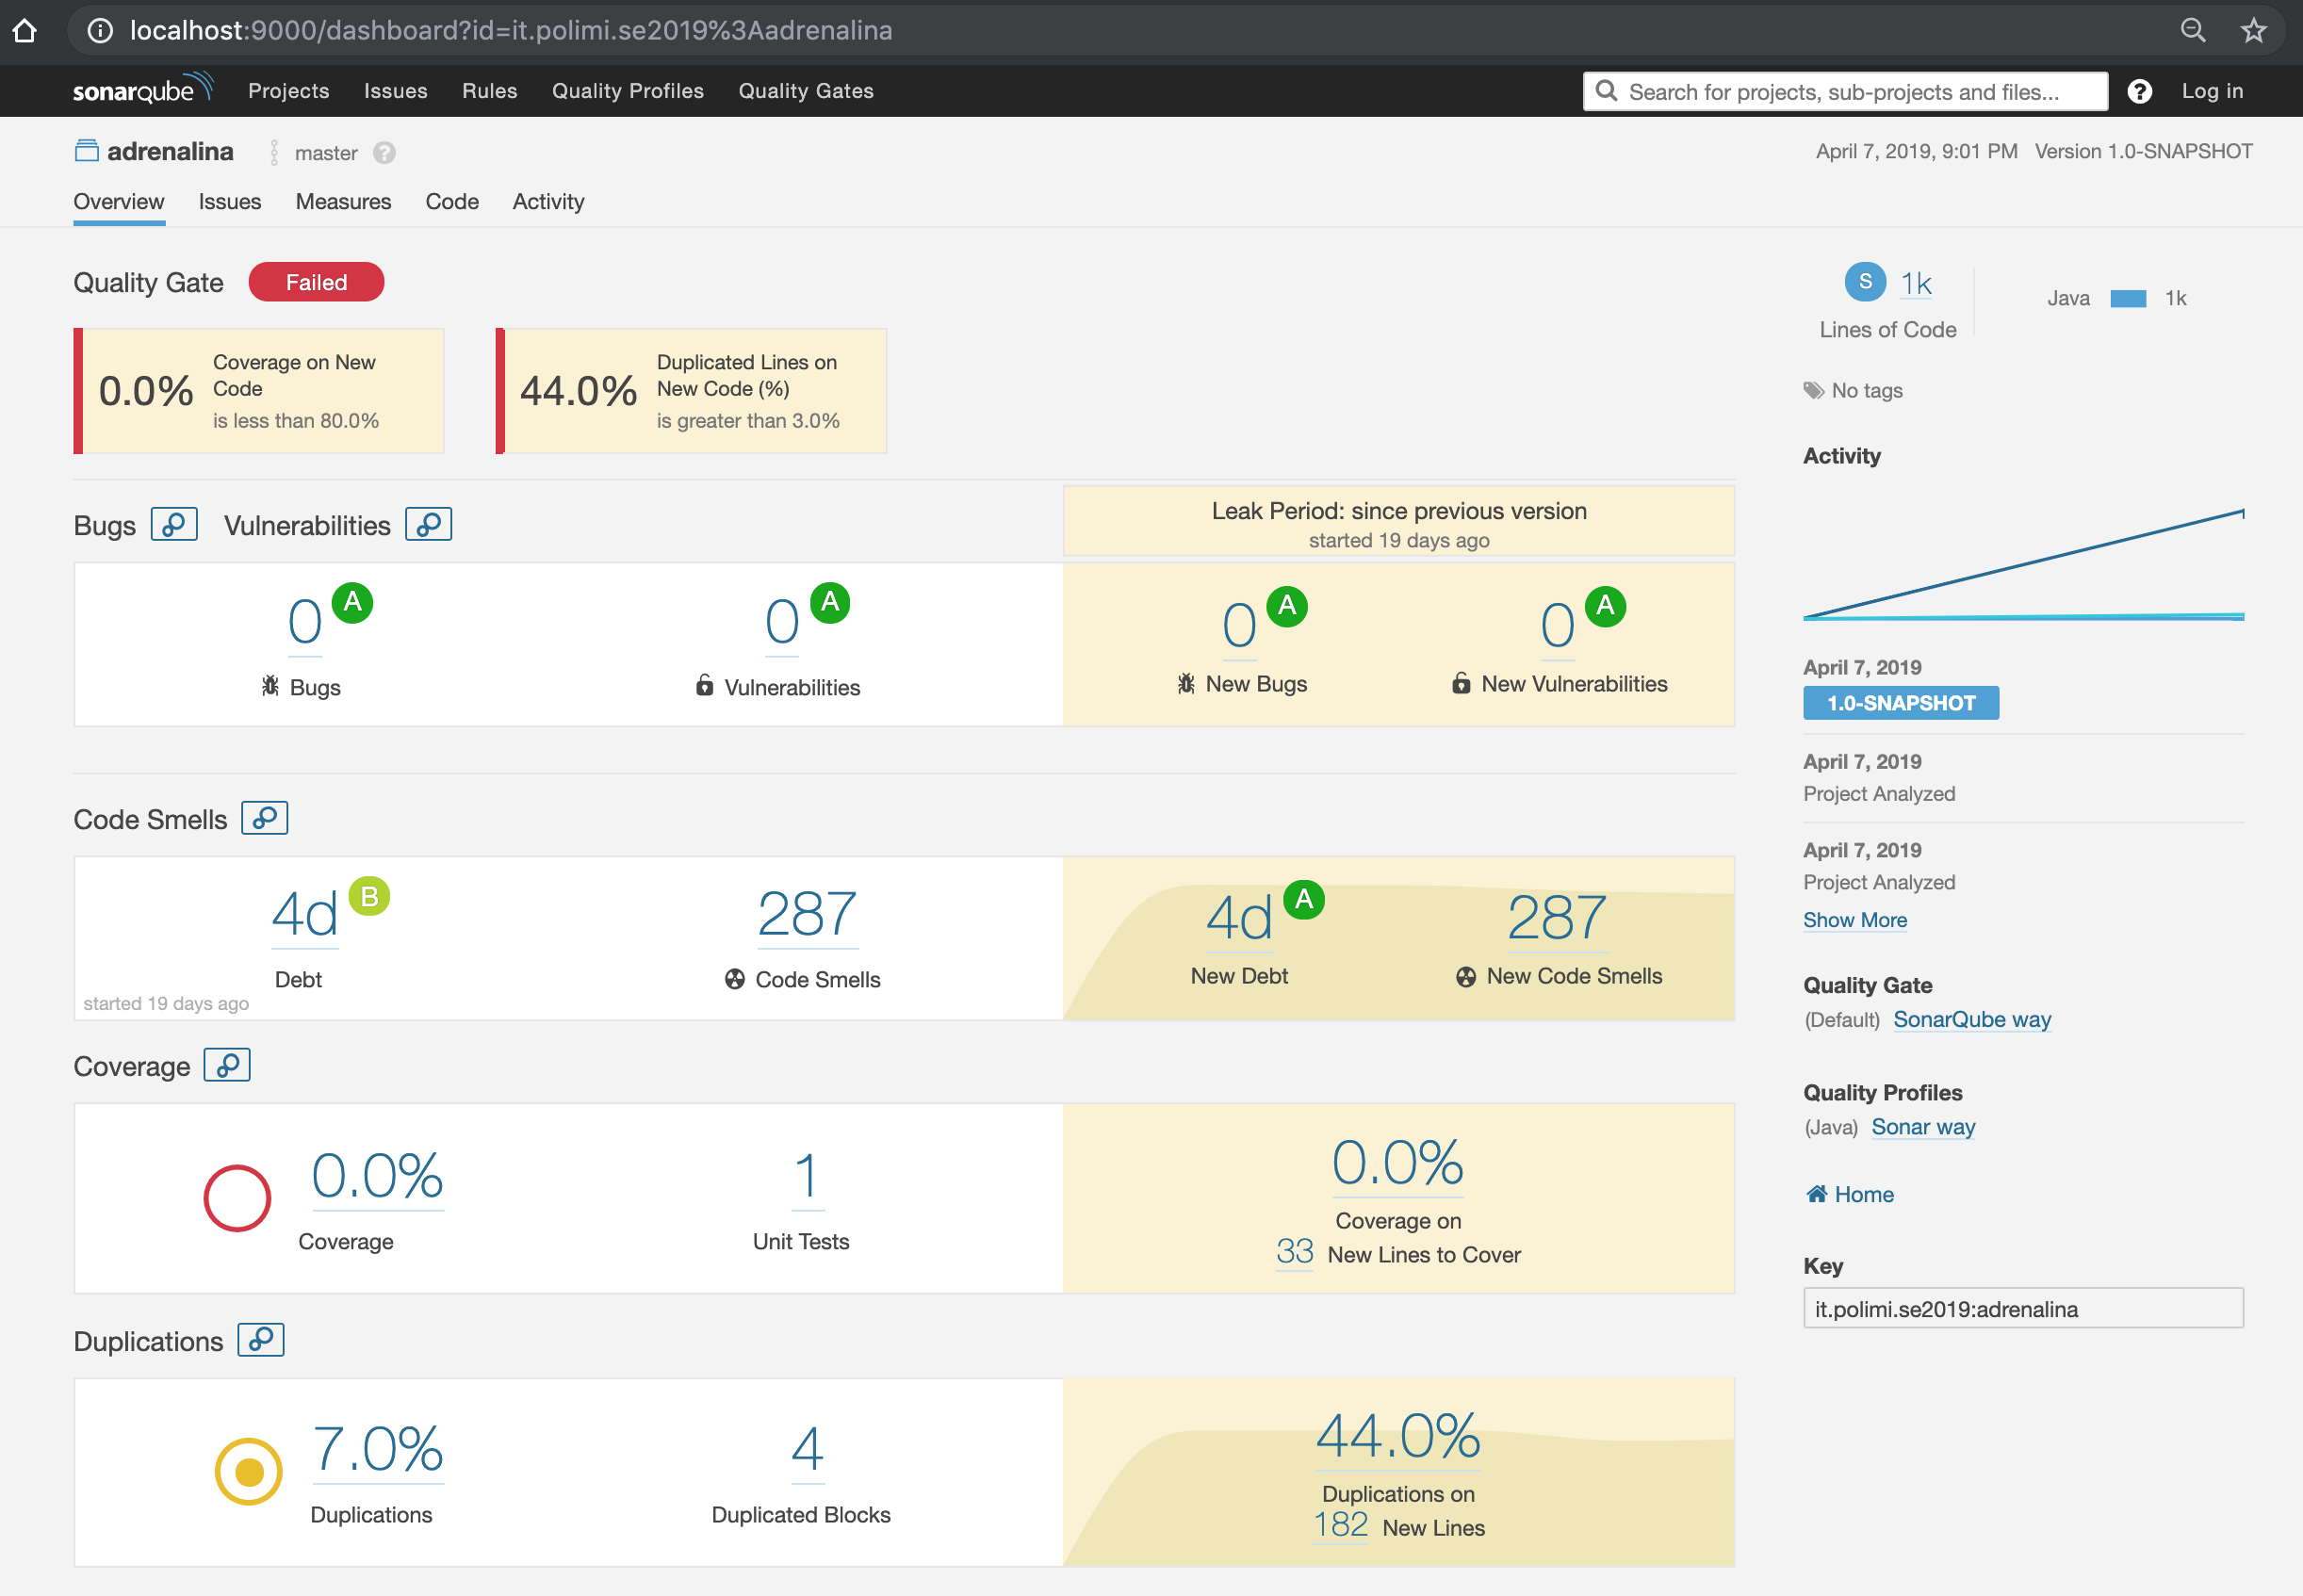 localhost:9000/dashboard?id=it.polimi.se2019%3Aadrenalina
sonarqube Projects Issues Rules Quality Profiles Quality Gates Search for projects, sub-projects and files... ? Log in
adrenalina master ? April 7, 2019, 9:01 PM Version 1.0-SNAPSHOT
Overview Issues Measures Code Activity
Quality Gate Failed
0.0% Coverage on New
Code
is less than 80.0%
44.0% Duplicated Lines on
New Code (%)
is greater than 3.0%
Bugs Vulnerabilities
Leak Period: since previous version
started 19 days ago
0 A
Bugs
0 A
Vulnerabilities
0 A
New Bugs
0 A
New Vulnerabilities
Code Smells
4d B
Debt
started 19 days ago
287
Code Smells
4d A
New Debt
287
New Code Smells
Coverage
0.0%
Coverage
1
Unit Tests
0.0%
Coverage on
33 New Lines to Cover
Duplications
7.0%
Duplications
4
Duplicated Blocks
44.0%
Duplications on
182 New Lines
S 1k
Lines of Code
Java 1k
No tags
Activity
April 7, 2019
1.0-SNAPSHOT
April 7, 2019
Project Analyzed
April 7, 2019
Project Analyzed
Show More
Quality Gate
(Default) SonarQube way
Quality Profiles
(Java) Sonar way
Home
Key
it.polimi.se2019:adrenalina